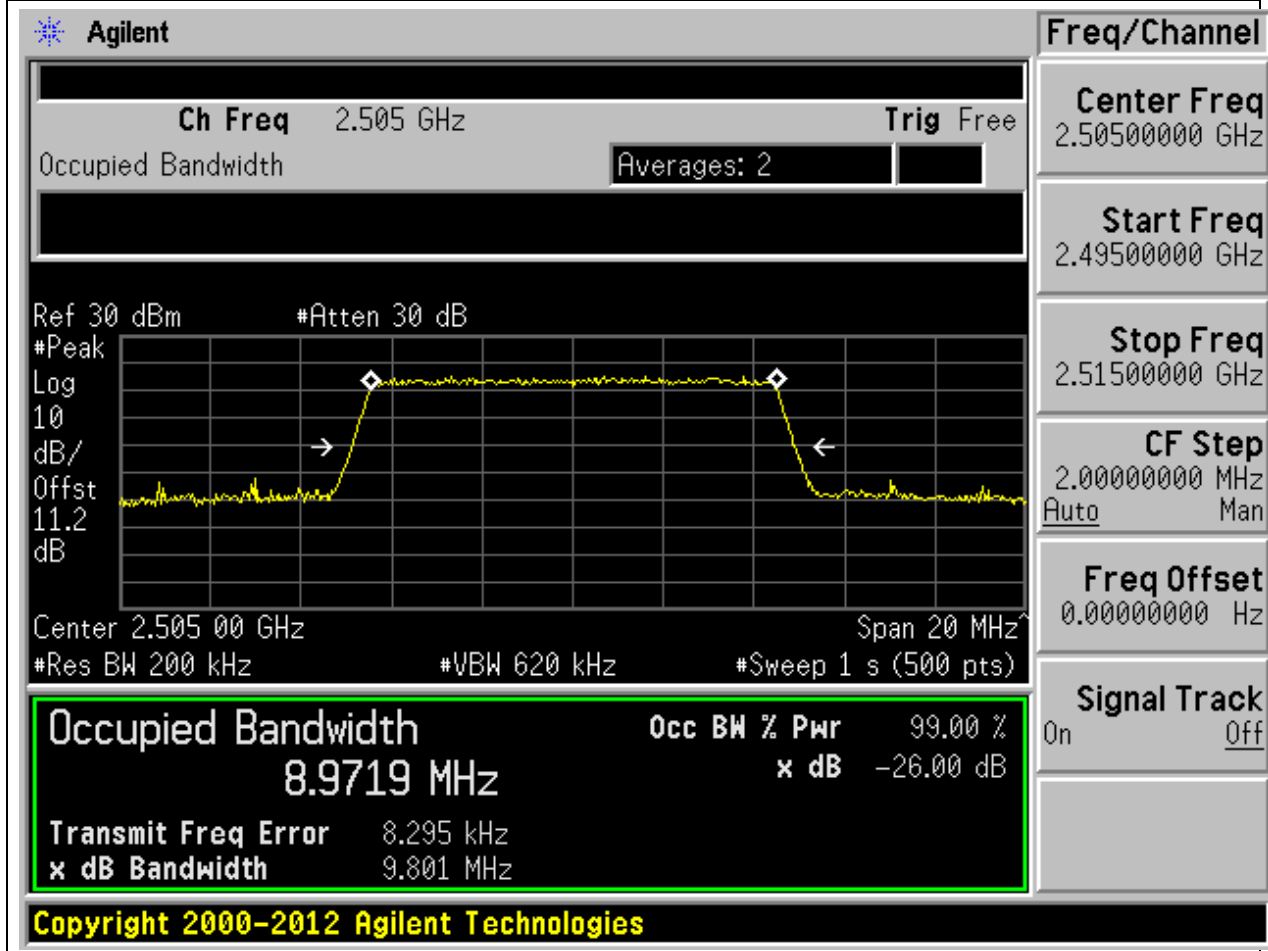 Agilent
Freq/Channel
Ch Freq 2.505 GHz Trig Free
Occupied Bandwidth Averages: 2
Center Freq
2.50500000 GHz
Start Freq
2.49500000 GHz
Stop Freq
2.51500000 GHz
CF Step
2.00000000 MHz
Auto Man
Freq Offset
0.00000000 Hz
Signal Track
On Off
Ref 30 dBm #Atten 30 dB
#Peak
Log
10
dB/
Offst
11.2
dB
Center 2.505 00 GHz Span 20 MHz^
#Res BW 200 kHz #VBW 620 kHz #Sweep 1 s (500 pts)
Occupied Bandwidth Occ BW % Pwr 99.00 %
8.9719 MHz x dB -26.00 dB
Transmit Freq Error 8.295 kHz
x dB Bandwidth 9.801 MHz
Copyright 2000-2012 Agilent Technologies